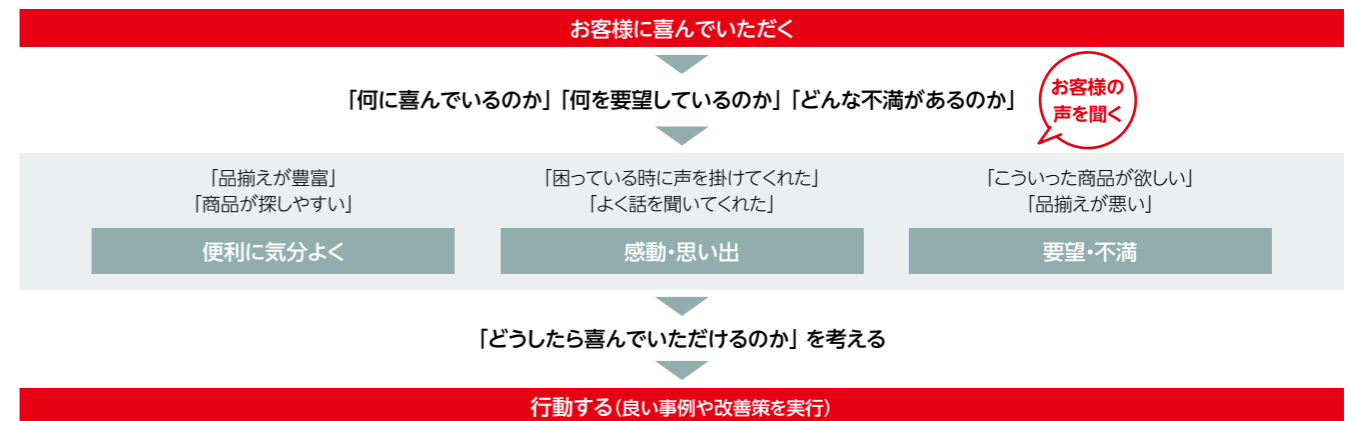 お客様に喜んでいただく
「何に喜んでいるのか」「何を要望しているのか」「どんな不満があるのか」
お客様の
声を聞く
「品揃えが豊富」
「商品が探しやすい」
便利に気分よく
「困っている時に声を掛けてくれた」
「よく話を聞いてくれた」
感動・思い出
「こういった商品が欲しい」
「品揃えが悪い」
要望・不満
「どうしたら喜んでいただけるのか」を考える
行動する(良い事例や改善策を実行)